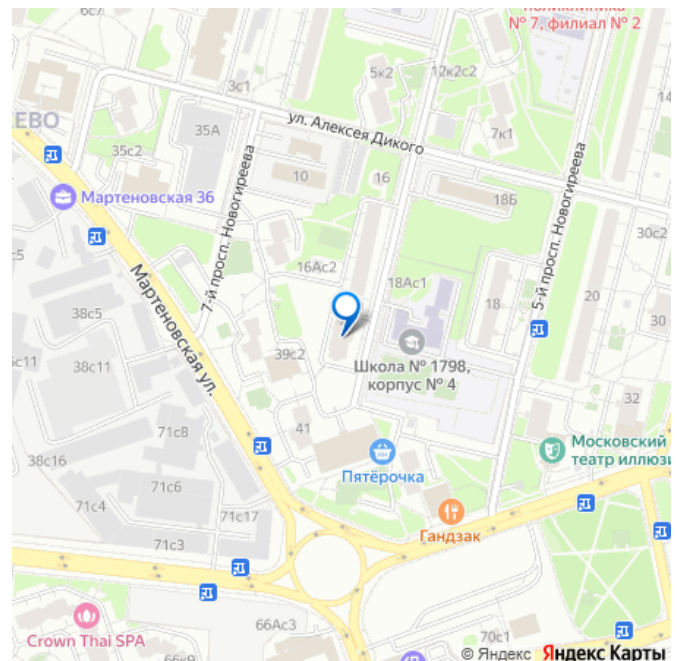 поликлиника
№ 7, филиал № 2
6с7
3с1
5к2
12к2с2
14
ЕВО
35А
ул. Алексея Дикого
7к1
35с2
10
16
18Б
Мартеновская 36
7-й просп. Новогиреева
5-й просп. Новогиреева
30с2
с5
16Ас2
18Ас1
18
20
38с5
Мартеновская ул.
30
с11
38с11
39с2
Школа № 1798,
корпус № 4
32
41
71с8
Московский
театр иллюзи
38с16
Пятёрочка
71с6
71с4
71с17
Гандзак
71с3
66Ас3
Crown Thai SPA
70с1
66к9
© Яндекс Яндекс Карты